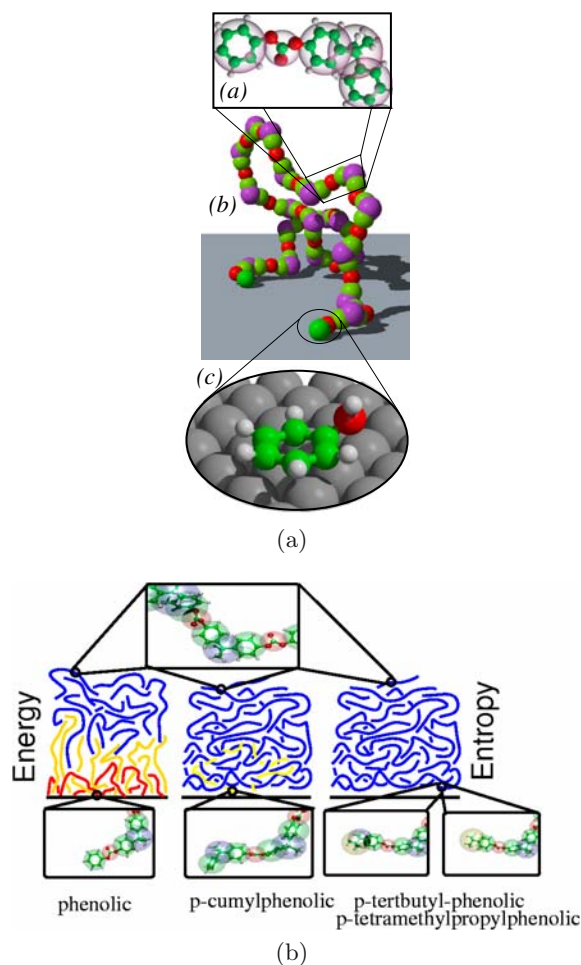 (a)
(b)
(c)
(a)
Energy
Entropy
phenolic
p-cumylphenolic
p-tertbutyl-phenolic
p-tetramethylpropylphenolic
(b)